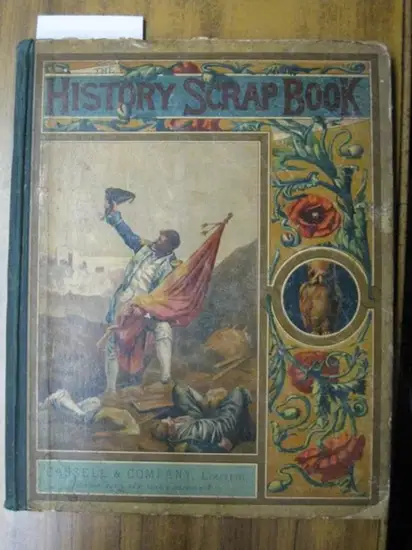 THE
HISTORY SCRAP BOOK
CASSELL & COMPANY, LIMITED